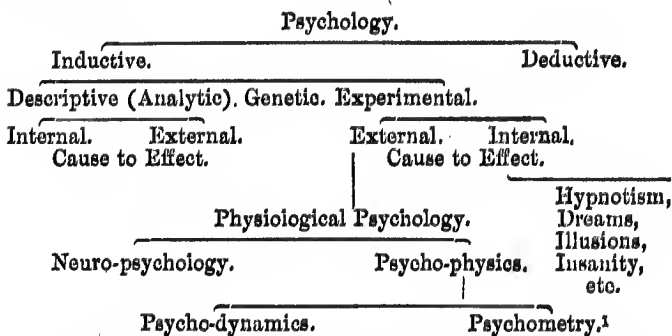 Psychology.
Inductive. Deductive.
Descriptive (Analytic). Genetic. Experimental.
Internal. External. External. Internal.
Cause to Effect. Cause to Effect.
Hypnotism,
Physiological Psychology. Dreams,
Illusions,
Neuro-psychology. Psycho-physics. Insanity,
etc.
Psycho-dynamics. Psychometry.¹